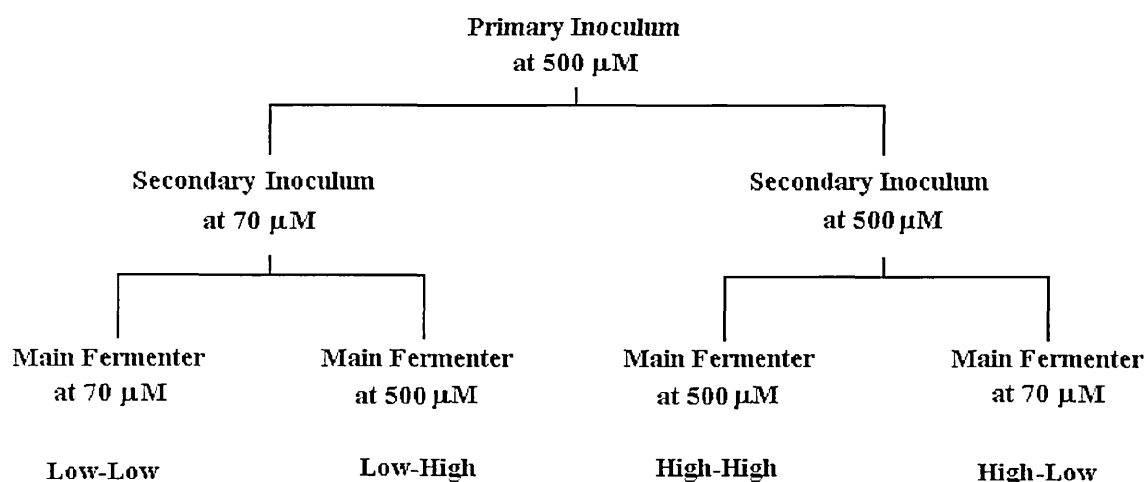 Primary Inoculum
at 500 μM
Secondary Inoculum
at 70 μM
Secondary Inoculum
at 500 μM
Main Fermenter
at 70 μM
Main Fermenter
at 500 μM
Main Fermenter
at 500 μM
Main Fermenter
at 70 μM
Low-Low
Low-High
High-High
High-Low